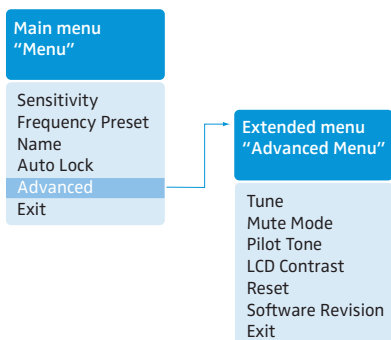 Main menu
“Menu”
Sensitivity
Frequency Preset
Name
Auto Lock
Advanced
Exit
Extended menu
“Advanced Menu”
Tune
Mute Mode
Pilot Tone
LCD Contrast
Reset
Software Revision
Exit